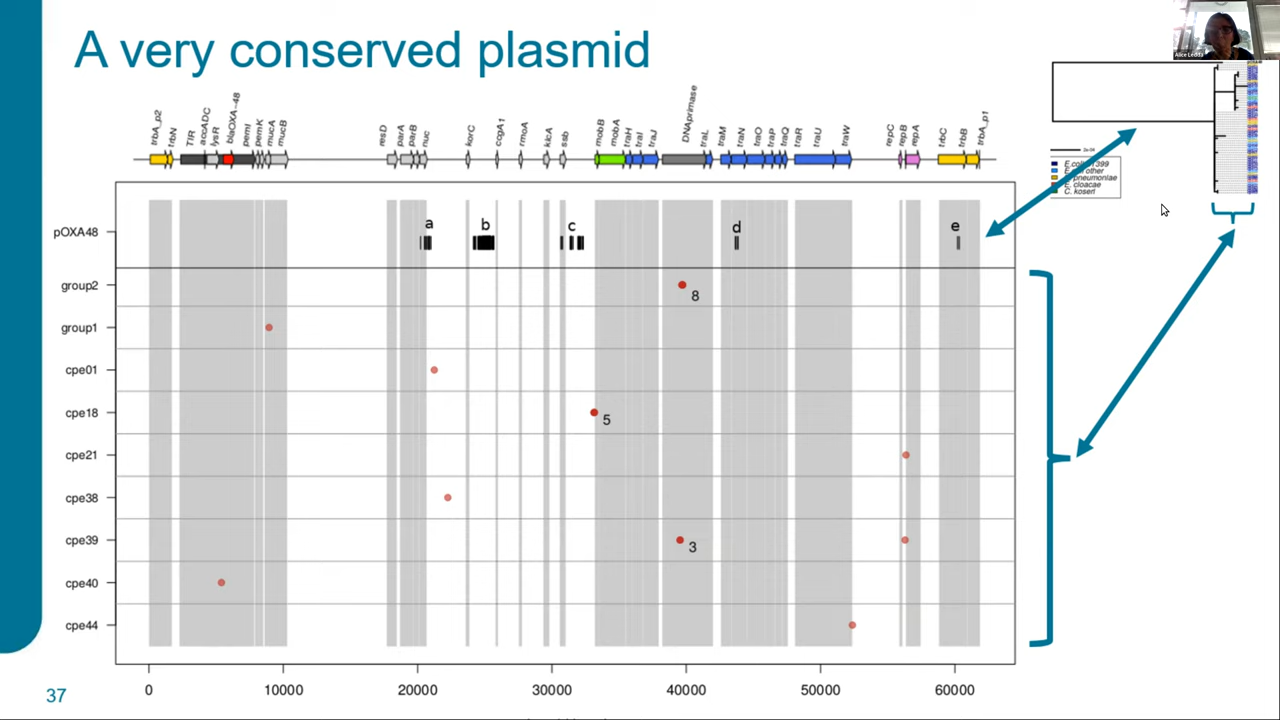 A very conserved plasmid
Alice Ledda
trbA_p2
trbN
TIR
accADC
lysR
blaOXA-48
pemI
pemK
mucA
mucB
resD
parA
parB
nuc
korC
ccgA1
rmoA
klcA
ssb
mobB
mobA
traH
traI
traJ
DNAprimase
traL
traM
traN
traO
traP
traQ
traR
traU
traW
repC
repB
repA
trbC
trbB
trbA_p1
pOXA48
a
b
c
d
e
group2
8
group1
cpe01
cpe18
5
cpe21
cpe38
cpe39
3
cpe40
cpe44
0 10000 20000 30000 40000 50000 60000
E. cloacae
C. koseri
37